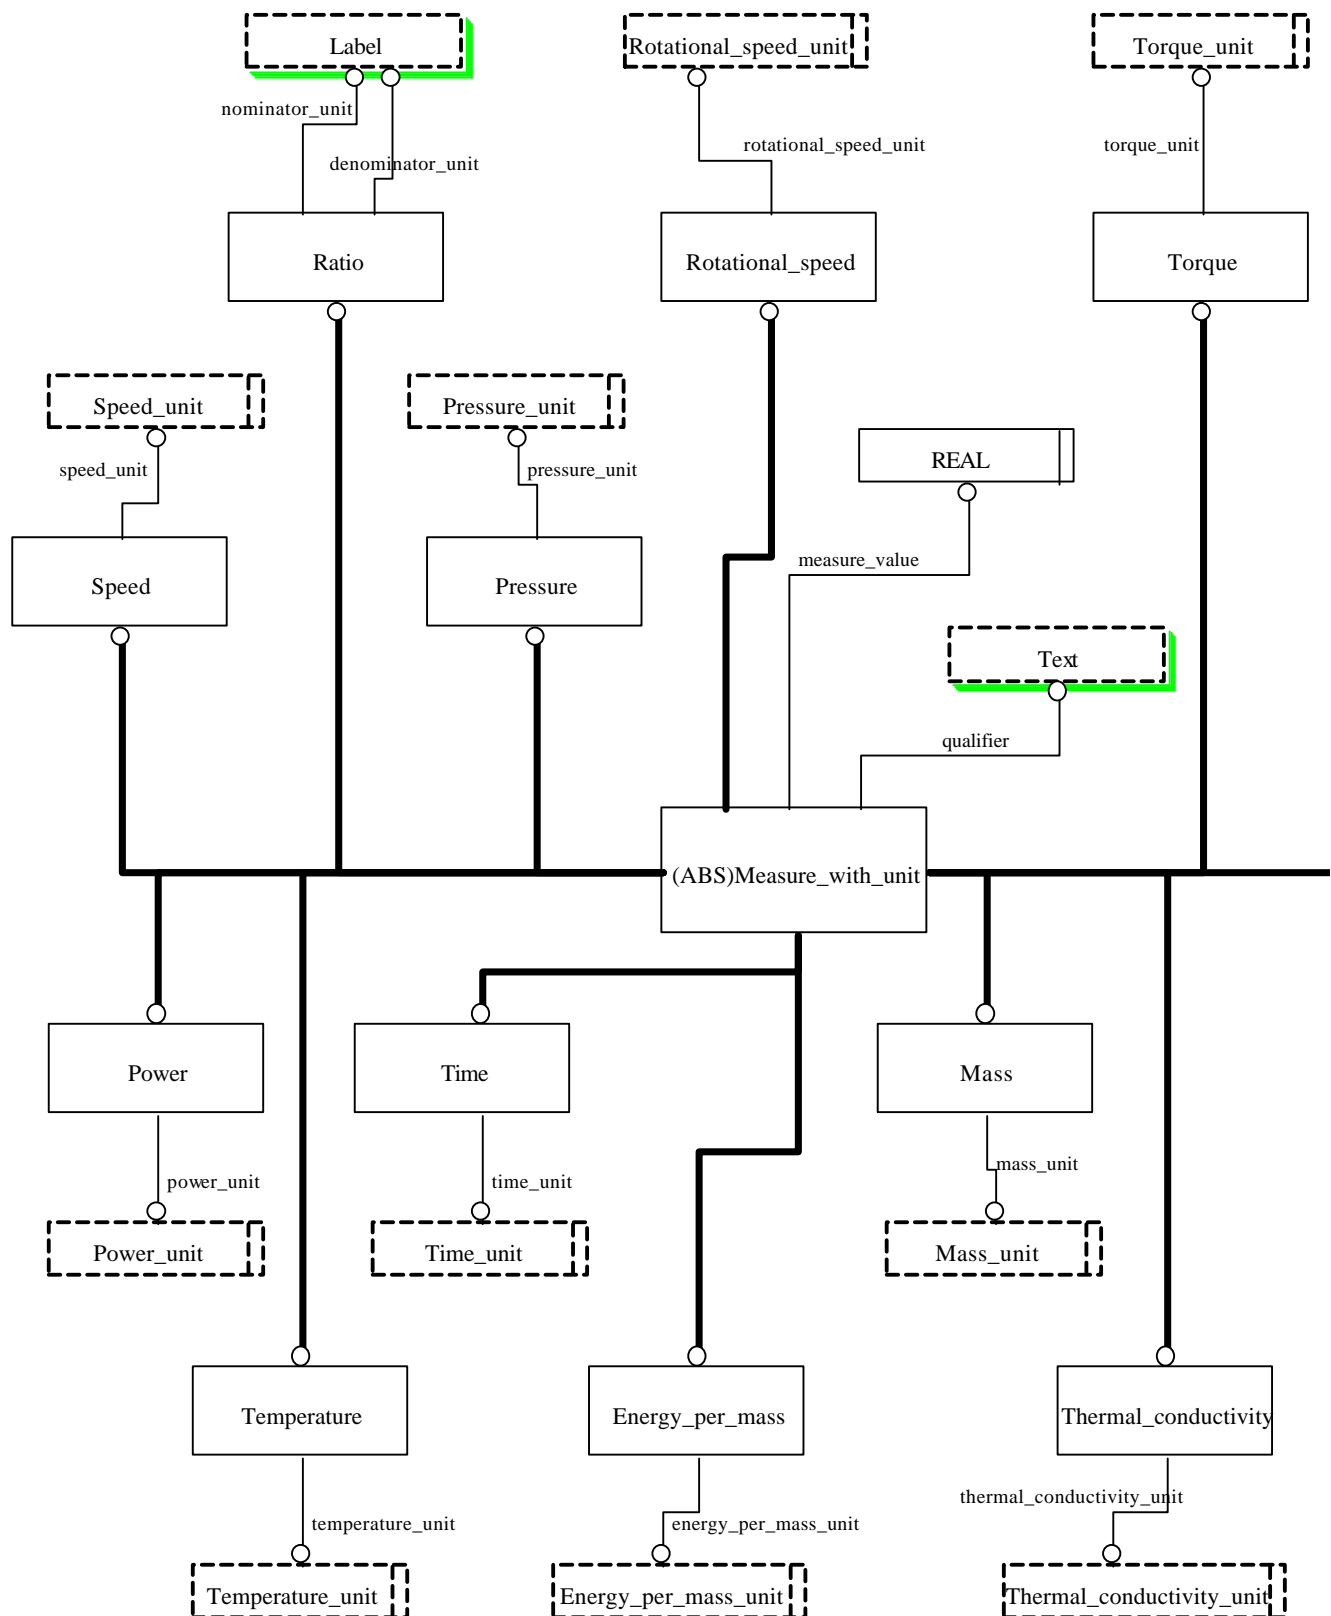 Label
Rotational_speed_unit
Torque_unit
nominator_unit
denominator_unit
rotational_speed_unit
torque_unit
Ratio
Rotational_speed
Torque
Speed_unit
Pressure_unit
speed_unit
pressure_unit
REAL
measure_value
Speed
Pressure
Text
qualifier
(ABS)Measure_with_unit
Power
Time
Mass
power_unit
time_unit
mass_unit
Power_unit
Time_unit
Mass_unit
Temperature
Energy_per_mass
Thermal_conductivity
temperature_unit
energy_per_mass_unit
thermal_conductivity_unit
Temperature_unit
Energy_per_mass_unit
Thermal_conductivity_unit